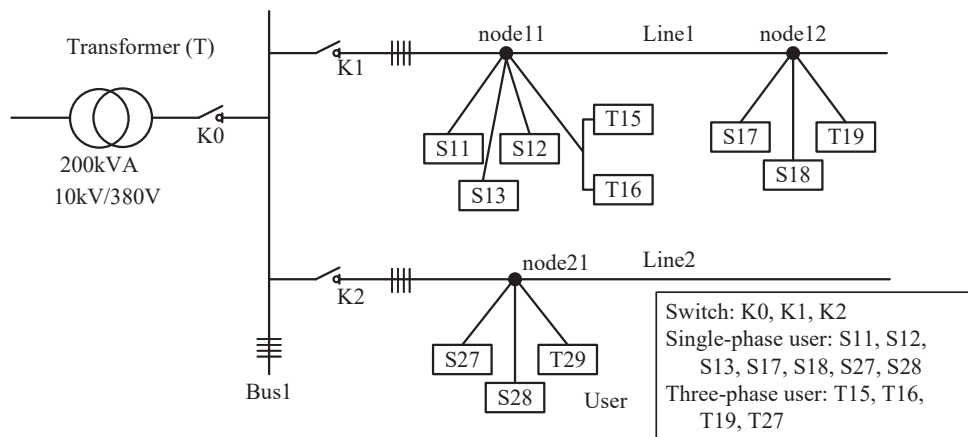 Transformer (T)
K0
200kVA
10kV/380V
K1
node11
Line1
node12
S11
S12
S13
T15
T16
S17
S18
T19
K2
node21
Line2
S27
S28
T29
User
Bus1
Switch: K0, K1, K2
Single-phase user: S11, S12,
S13, S17, S18, S27, S28
Three-phase user: T15, T16,
T19, T27